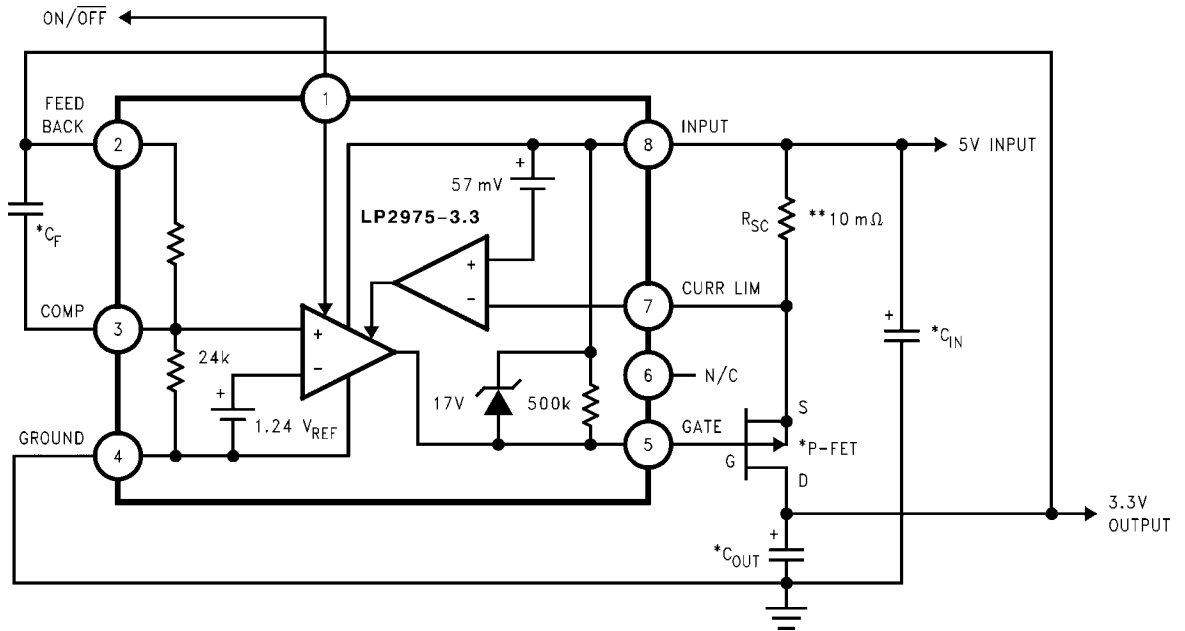 ON/OFF
FEED
BACK
1
2
INPUT
8
5V INPUT
57 mV
+
LP2975-3.3
R_SC
**10 mΩ
*C_F
+
−
CURR LIM
7
COMP
3
+
−
24k
+
*C_IN
6
N/C
+
1.24 V_REF
17V
500k
GROUND
4
5
GATE
S
*P-FET
G
D
3.3V
OUTPUT
+
*C_OUT